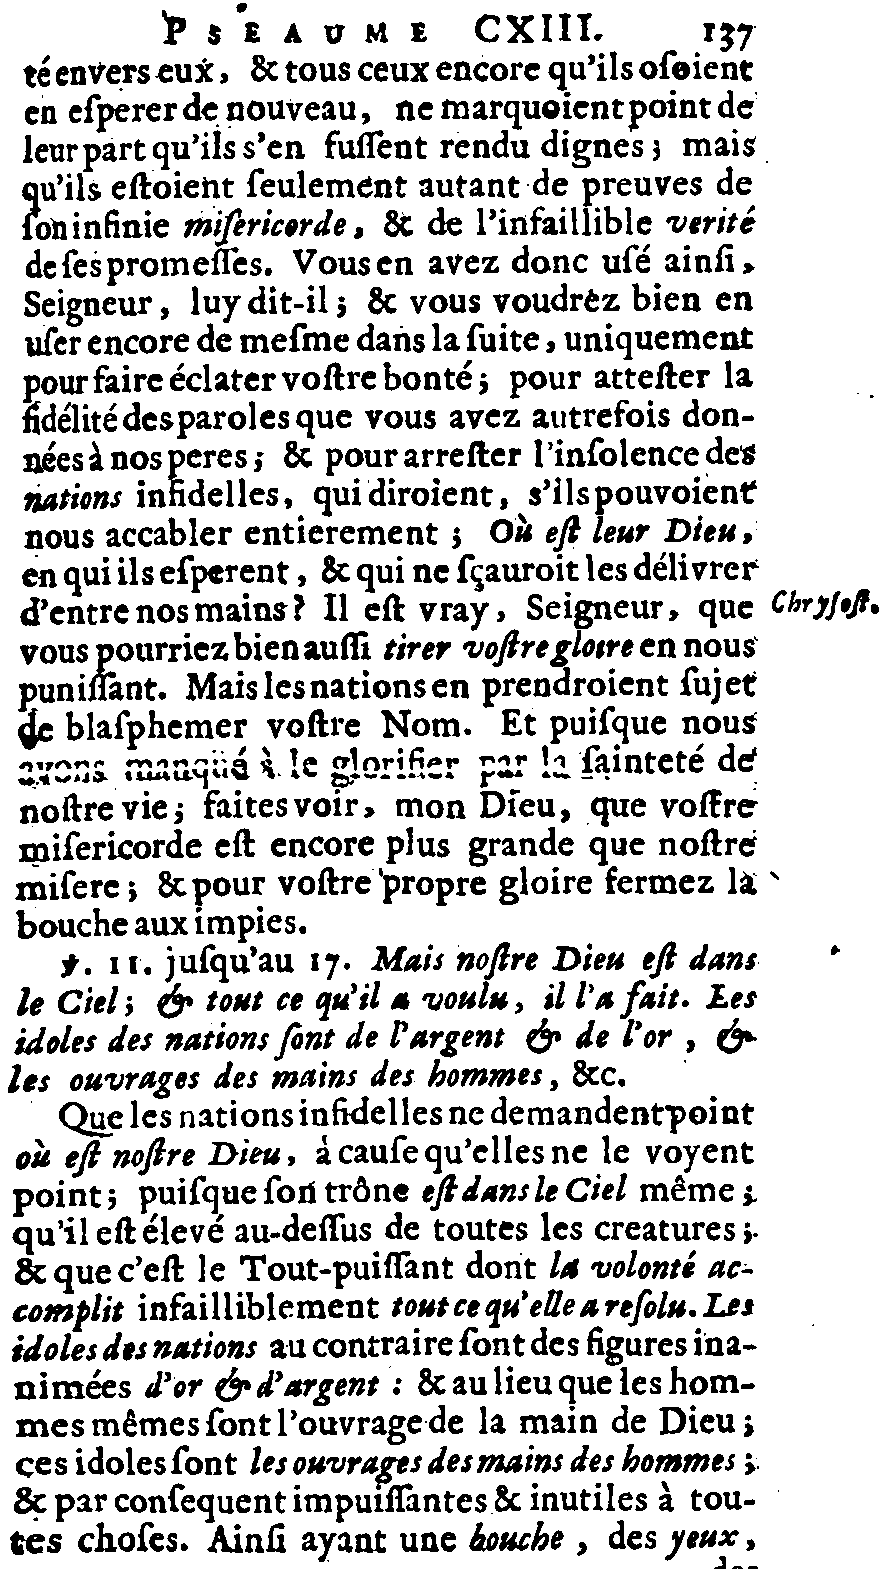 PSEAUME CXIII. 137
té envers eux, & tous ceux encore qu'ils oſoient
en eſperer de nouveau, ne marquoient point de
leur part qu'ils s'en fuſſent rendu dignes; mais
qu'ils eſtoient ſeulement autant de preuves de
ſon infinie miſericorde, & de l'infaillible verité
de ſes promeſſes. Vous en avez donc uſé ainſi,
Seigneur, luy dit-il; & vous voudrez bien en
uſer encore de meſme dans la ſuite, uniquement
pour faire éclater voſtre bonté; pour atteſter la
fidélité des paroles que vous avez autrefois don-
nées à nos peres; & pour arreſter l'inſolence des
nations infidelles, qui diroient, s'ils pouvoient
nous accabler entierement; Où eſt leur Dieu,
en qui ils eſperent, & qui ne ſçauroit les délivrer
d'entre nos mains? Il eſt vray, Seigneur, que
Chryſoſt.
vous pourriez bien auſſi tirer voſtre gloire en nous
puniſſant. Mais les nations en prendroient ſujet
de blaſphemer voſtre Nom. Et puiſque nous
avons manqué à le glorifier par la ſainteté de
noſtre vie; faites voir, mon Dieu, que voſtre
miſericorde eſt encore plus grande que noſtre
miſere; & pour voſtre propre gloire fermez la
bouche aux impies.
℣. 11. juſqu'au 17. Mais noſtre Dieu eſt dans
le Ciel; & tout ce qu'il a voulu, il l'a fait. Les
idoles des nations ſont de l'argent & de l'or, &
les ouvrages des mains des hommes, &c.
Que les nations infidelles ne demandent point
où eſt noſtre Dieu, à cauſe qu'elles ne le voyent
point; puiſque ſon trône eſt dans le Ciel même;
qu'il eſt élevé au-deſſus de toutes les creatures;
& que c'eſt le Tout-puiſſant dont la volonté ac-
complit infailliblement tout ce qu'elle a reſolu. Les
idoles des nations au contraire ſont des figures ina-
nimées d'or & d'argent: & au lieu que les hom-
mes mêmes ſont l'ouvrage de la main de Dieu;
ces idoles ſont les ouvrages des mains des hommes;
& par conſequent impuiſſantes & inutiles à tou-
tes choſes. Ainſi ayant une bouche, des yeux,